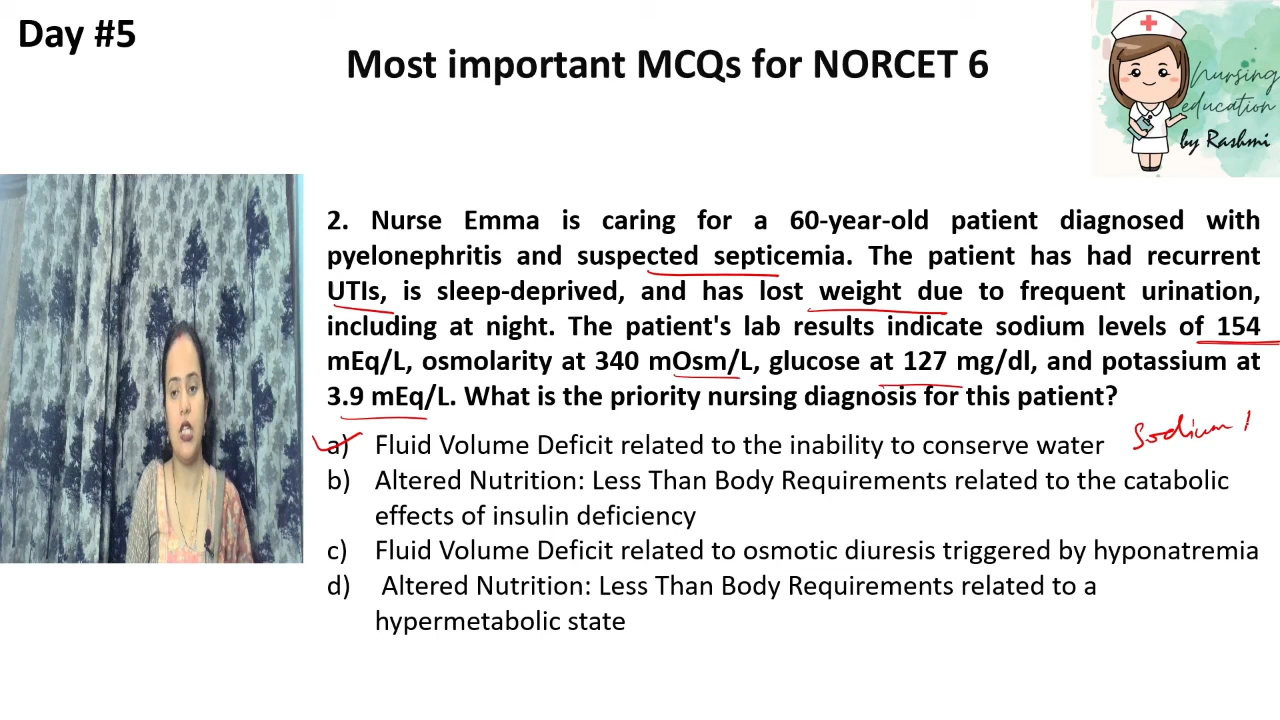 Day #5
Most important MCQs for NORCET 6
Nursing
education
by Rashmi
2. Nurse Emma is caring for a 60-year-old patient diagnosed with
pyelonephritis and suspected septicemia. The patient has had recurrent
UTIs, is sleep-deprived, and has lost weight due to frequent urination,
including at night. The patient's lab results indicate sodium levels of 154
mEq/L, osmolarity at 340 mOsm/L, glucose at 127 mg/dl, and potassium at
3.9 mEq/L. What is the priority nursing diagnosis for this patient?
a) Fluid Volume Deficit related to the inability to conserve water
Sodium
b) Altered Nutrition: Less Than Body Requirements related to the catabolic
effects of insulin deficiency
c) Fluid Volume Deficit related to osmotic diuresis triggered by hyponatremia
d) Altered Nutrition: Less Than Body Requirements related to a
hypermetabolic state